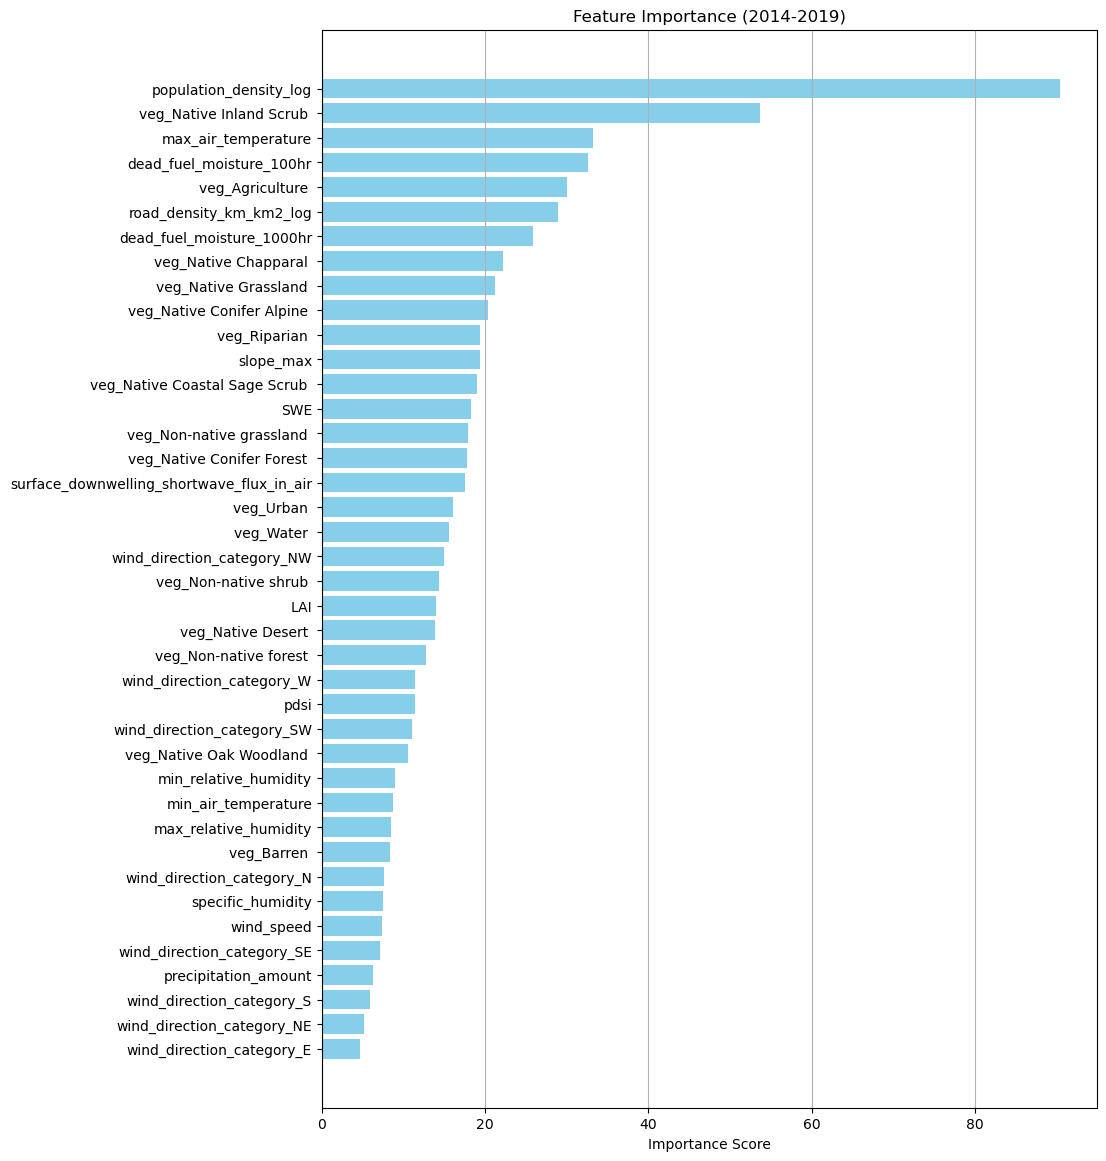 Feature Importance (2014-2019)
population_density_log
veg_Native Inland Scrub
max_air_temperature
dead_fuel_moisture_100hr
veg_Agriculture
road_density_km_km2_log
dead_fuel_moisture_1000hr
veg_Native Chapparal
veg_Native Grassland
veg_Native Conifer Alpine
veg_Riparian
slope_max
veg_Native Coastal Sage Scrub
SWE
veg_Non-native grassland
veg_Native Conifer Forest
surface_downwelling_shortwave_flux_in_air
veg_Urban
veg_Water
wind_direction_category_NW
veg_Non-native shrub
LAI
veg_Native Desert
veg_Non-native forest
wind_direction_category_W
pdsi
wind_direction_category_SW
veg_Native Oak Woodland
min_relative_humidity
min_air_temperature
max_relative_humidity
veg_Barren
wind_direction_category_N
specific_humidity
wind_speed
wind_direction_category_SE
precipitation_amount
wind_direction_category_S
wind_direction_category_NE
wind_direction_category_E
0 20 40 60 80
Importance Score